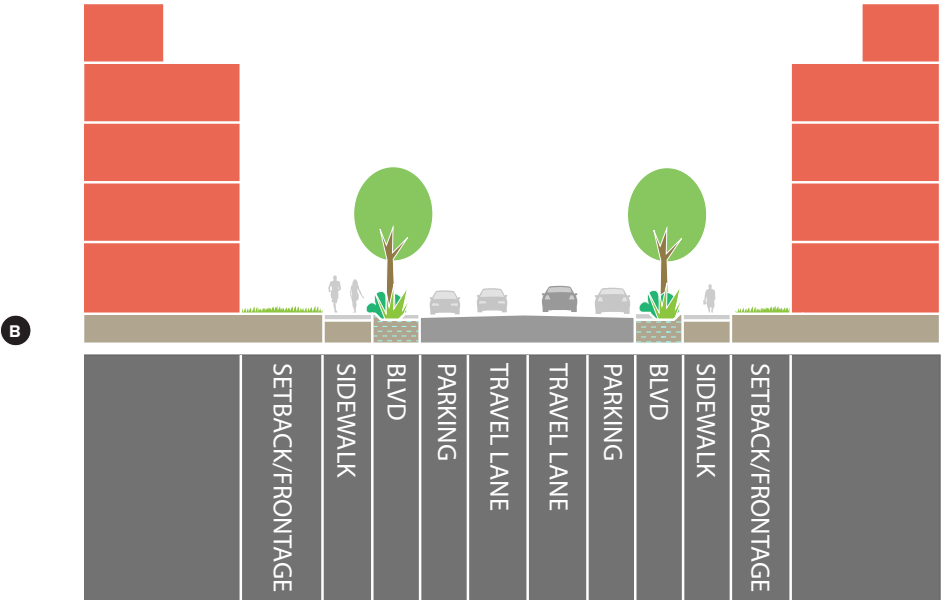 B
SETBACK/FRONTAGE
SIDEWALK
BLVD
PARKING
TRAVEL LANE
TRAVEL LANE
PARKING
BLVD
SIDEWALK
SETBACK/FRONTAGE